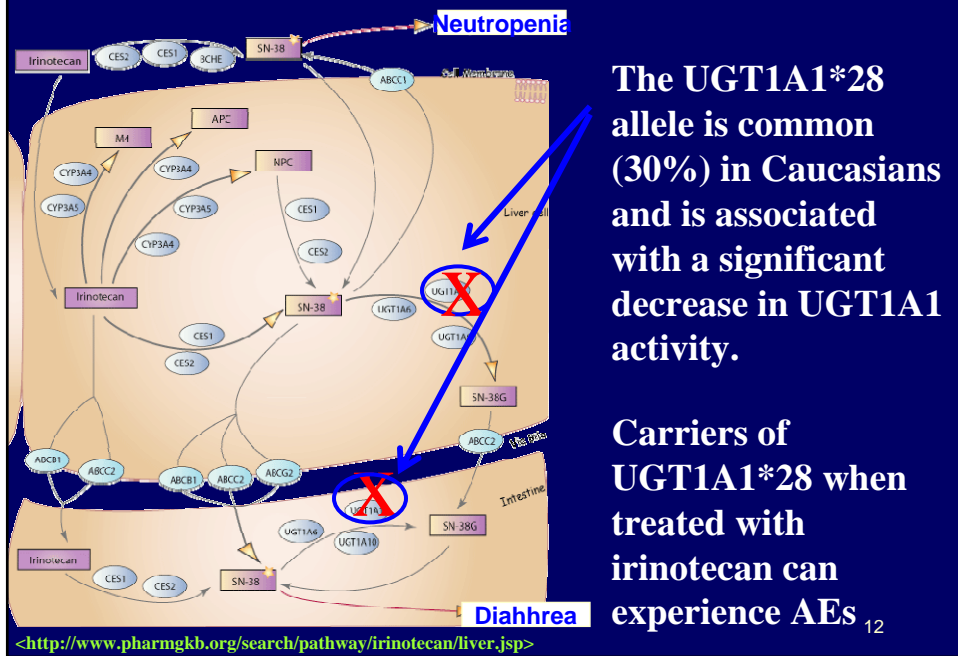 Neutropenia
Irinotecan
CES2
CES1
BCHE
SN-38
ABCC1
Cell Membrane
M4
APC
NPC
CYP3A4
CYP3A4
CYP3A5
CYP3A5
CYP3A4
CES1
CES2
Liver cell
Irinotecan
SN-38
UGT1A6
CES1
CES2
SN-38G
ABCC2
ABCB1
ABCC2
ABCB1
ABCC2
ABCG2
Intestine
UGT1A6
UGT1A10
SN-38G
Irinotecan
CES1
CES2
SN-38
Diahhrea
<http://www.pharmgkb.org/search/pathway/irinotecan/liver.jsp>
The UGT1A1*28
allele is common
(30%) in Caucasians
and is associated
with a significant
decrease in UGT1A1
activity.
Carriers of
UGT1A1*28 when
treated with
irinotecan can
experience AEs
12